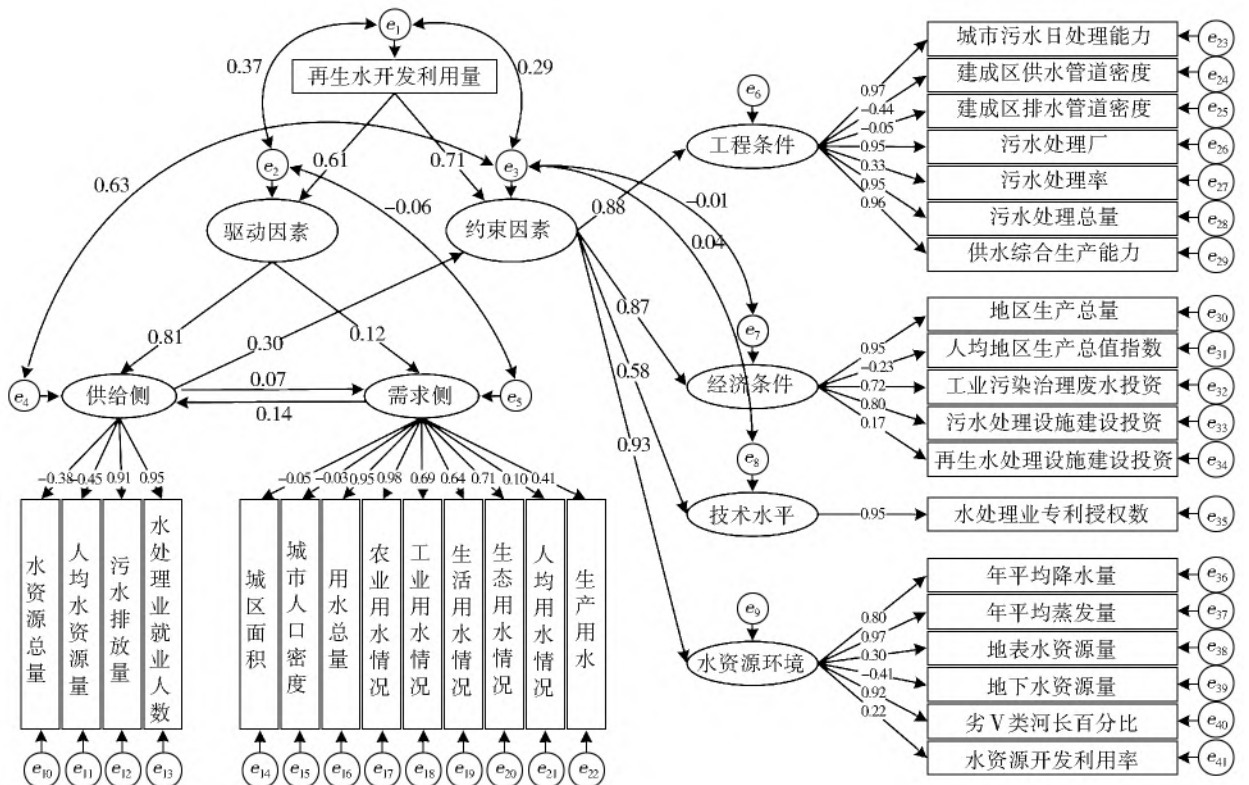 e1
再生水开发利用量
0.37
0.29
e2
e3
0.61
0.71
0.63
-0.06
驱动因素
约束因素
0.81
0.12
0.30
0.88
-0.01
0.04
0.87
0.58
0.93
e4
供给侧
0.07
0.14
需求侧
e5
-0.38
-0.45
0.91
0.95
水资源总量
人均水资源量
污水排放量
水处理业就业人数
e10
e11
e12
e13
-0.05
-0.03
0.95
0.98
0.69
0.64
0.71
0.10
0.41
城区面积
城市人口密度
用水总量
农业用水情况
工业用水情况
生活用水情况
生态用水情况
人均用水情况
生产用水
e14
e15
e16
e17
e18
e19
e20
e21
e22
e6
工程条件
0.97
-0.44
-0.05
0.95
0.33
0.95
0.96
城市污水日处理能力
e23
建成区供水管道密度
e24
建成区排水管道密度
e25
污水处理厂
e26
污水处理率
e27
污水处理总量
e28
供水综合生产能力
e29
e7
经济条件
0.95
-0.23
0.72
0.80
0.17
地区生产总量
e30
人均地区生产总值指数
e31
工业污染治理废水投资
e32
污水处理设施建设投资
e33
再生水处理设施建设投资
e34
e8
技术水平
0.95
水处理业专利授权数
e35
e9
水资源环境
0.80
0.97
0.30
-0.41
0.92
0.22
年平均降水量
e36
年平均蒸发量
e37
地表水资源量
e38
地下水资源量
e39
劣Ⅴ类河长百分比
e40
水资源开发利用率
e41